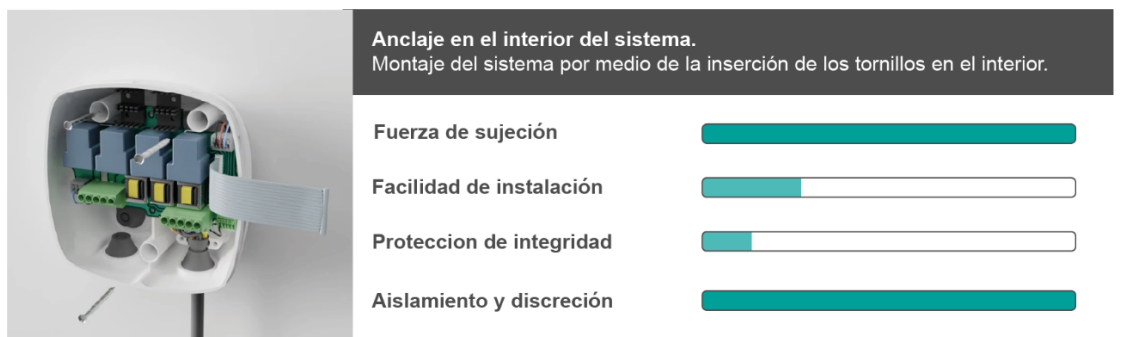 Anclaje en el interior del sistema.
Montaje del sistema por medio de la inserción de los tornillos en el interior.
Fuerza de sujeción
Facilidad de instalación
Proteccion de integridad
Aislamiento y discreción